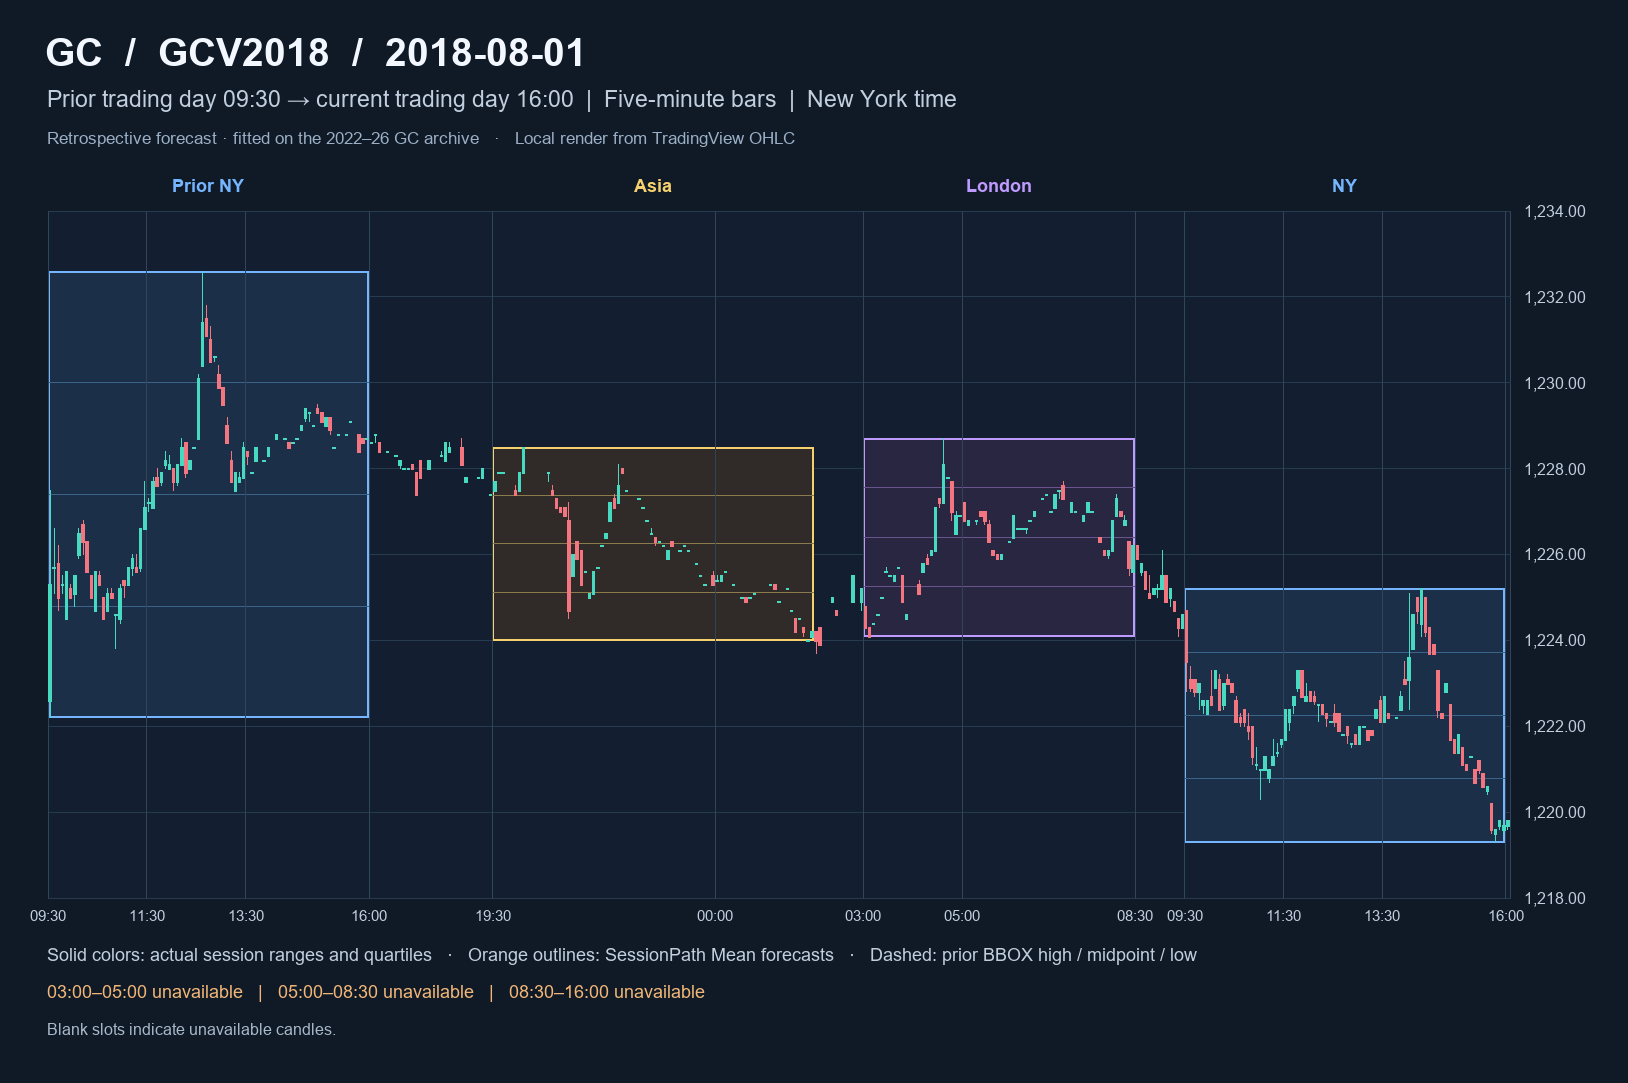 GC / GCV2018 / 2018-08-01
Prior trading day 09:30 → current trading day 16:00 | Five-minute bars | New York time
Retrospective forecast · fitted on the 2022–26 GC archive · Local render from TradingView OHLC
Prior NY Asia London NY
1,234.00
1,232.00
1,230.00
1,228.00
1,226.00
1,224.00
1,222.00
1,220.00
1,218.00
09:30 11:30 13:30 16:00 19:30 00:00 03:00 05:00 08:30 09:30 11:30 13:30 16:00
Solid colors: actual session ranges and quartiles · Orange outlines: SessionPath Mean forecasts · Dashed: prior BBOX high / midpoint / low
03:00–05:00 unavailable | 05:00–08:30 unavailable | 08:30–16:00 unavailable
Blank slots indicate unavailable candles.